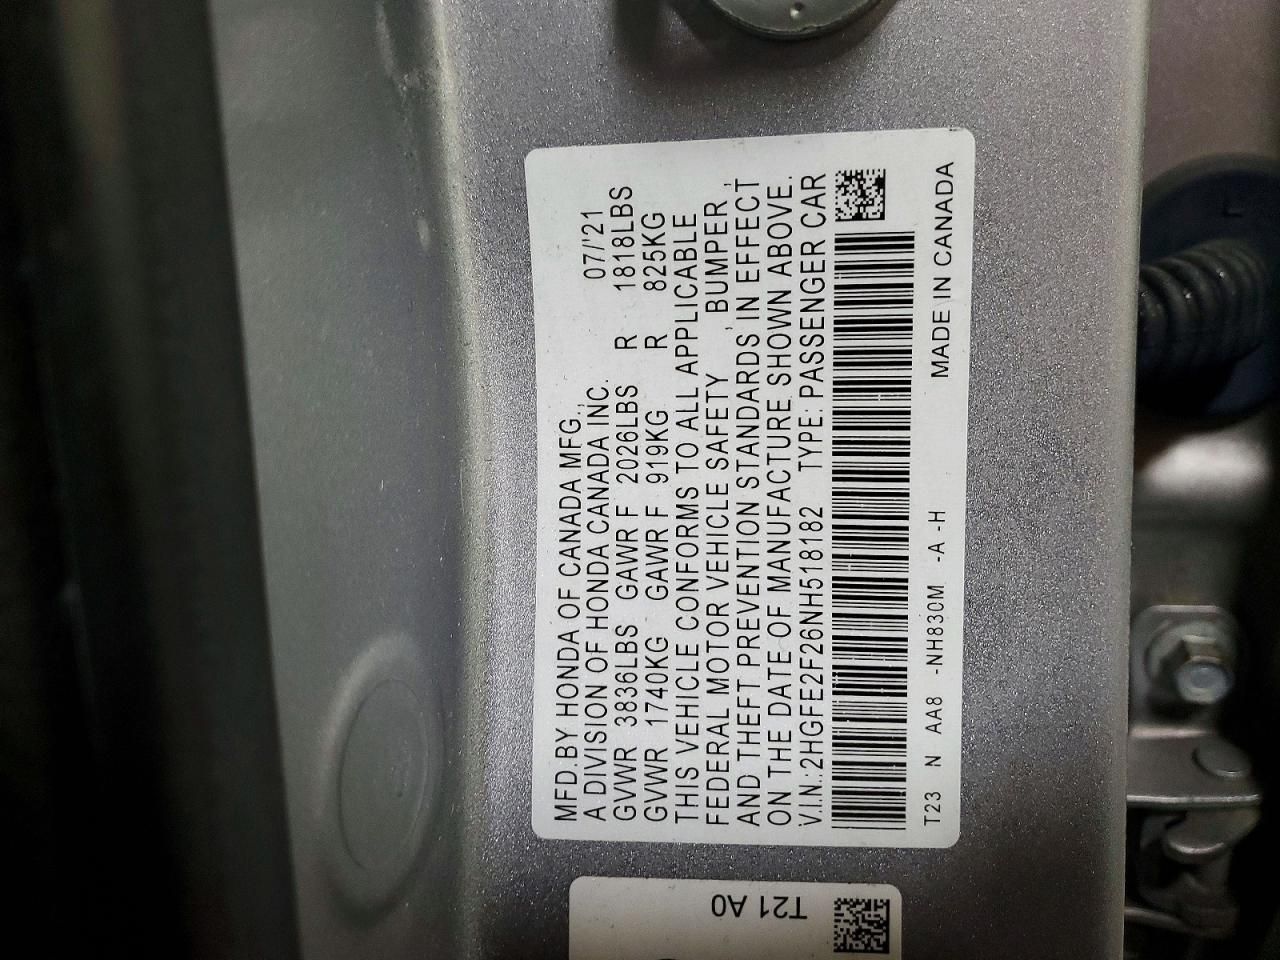 MFD.BY HONDA OF CANADA MFG.,
A DIVISION OF HONDA CANADA INC. 07/'21
GVWR 3836LBS GAWR F 2026LBS R 1818LBS
GVWR 1740KG GAWR F 919KG R 825KG
THIS VEHICLE CONFORMS TO ALL APPLICABLE
FEDERAL MOTOR VEHICLE SAFETY , BUMPER,
AND THEFT PREVENTION STANDARDS IN EFFECT
ON THE DATE OF MANUFACTURE SHOWN ABOVE.
V.I.N.:2HGFE2F26NH518182 TYPE: PASSENGER CAR
T23 N AA8 -NH830M -A -H MADE IN CANADA
T21 A0